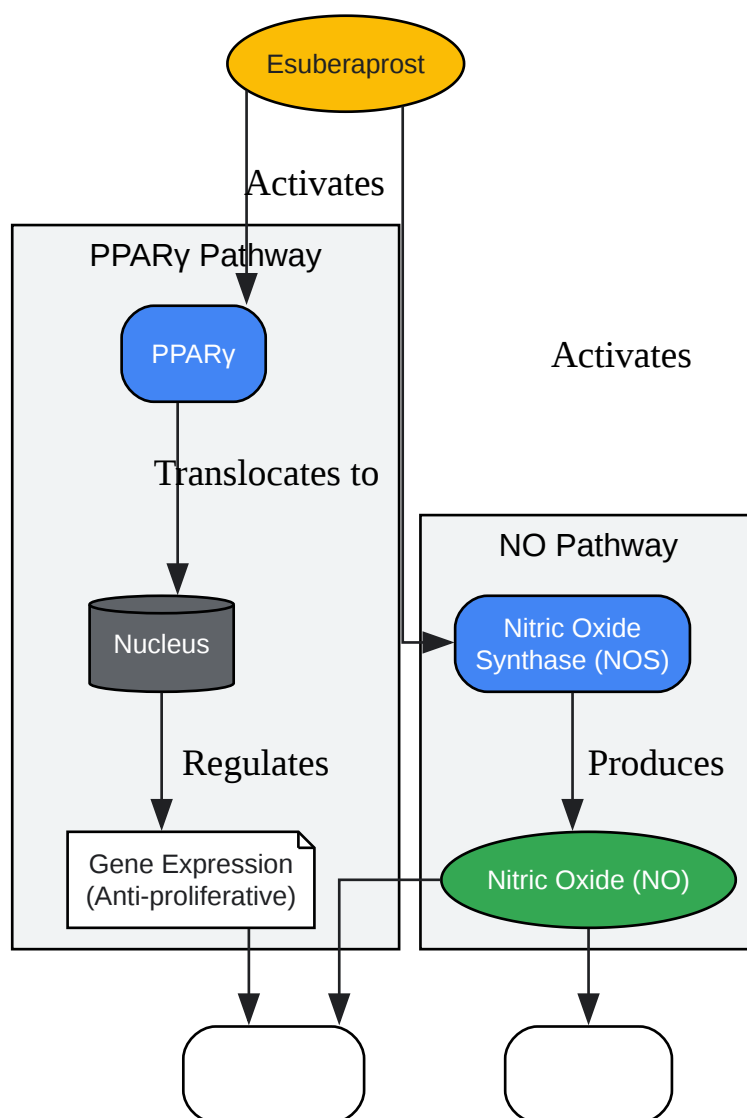 Esuberaprost
Activates
PPARγ Pathway
PPARγ
Activates
Translocates to
NO Pathway
Nucleus
Nitric Oxide
Synthase (NOS)
Regulates
Produces
Gene Expression
(Anti-proliferative)
Nitric Oxide (NO)